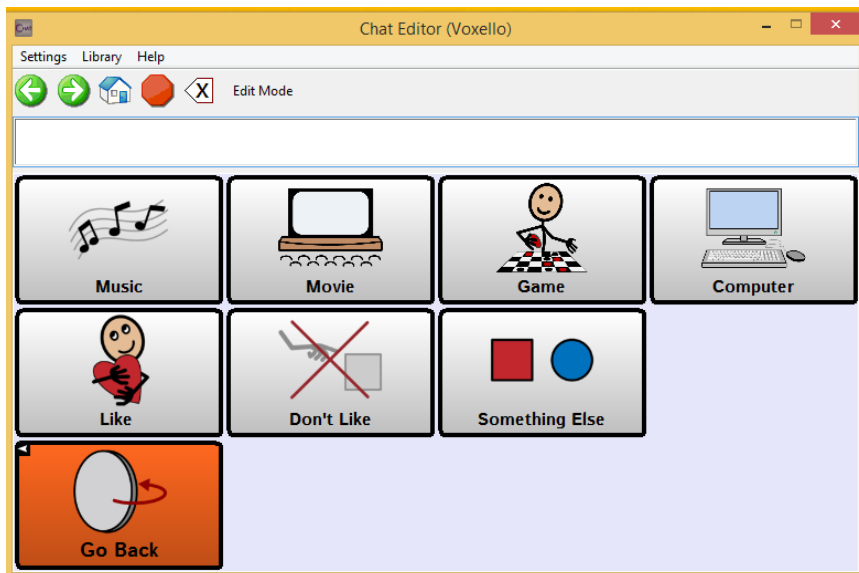 Chat Editor (Voxello)
Settings Library Help
X Edit Mode
Music Movie Game Computer
Like Don't Like Something Else
Go Back